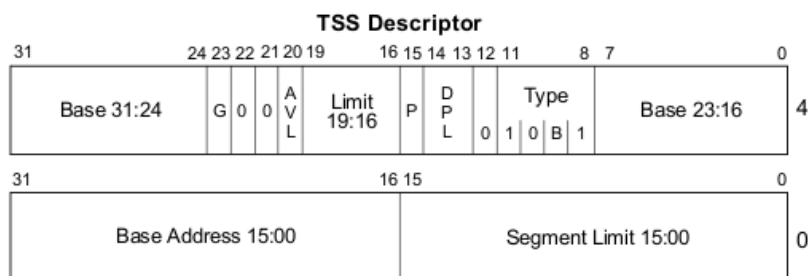 TSS Descriptor
31 24 23 22 21 20 19 16 15 14 13 12 11 8 7 0
Base 31:24 G 0 0 AVL Limit 19:16 P DPL 0 Type 1 0 B 1 Base 23:16 4
31 16 15 0
Base Address 15:00 Segment Limit 15:00 0